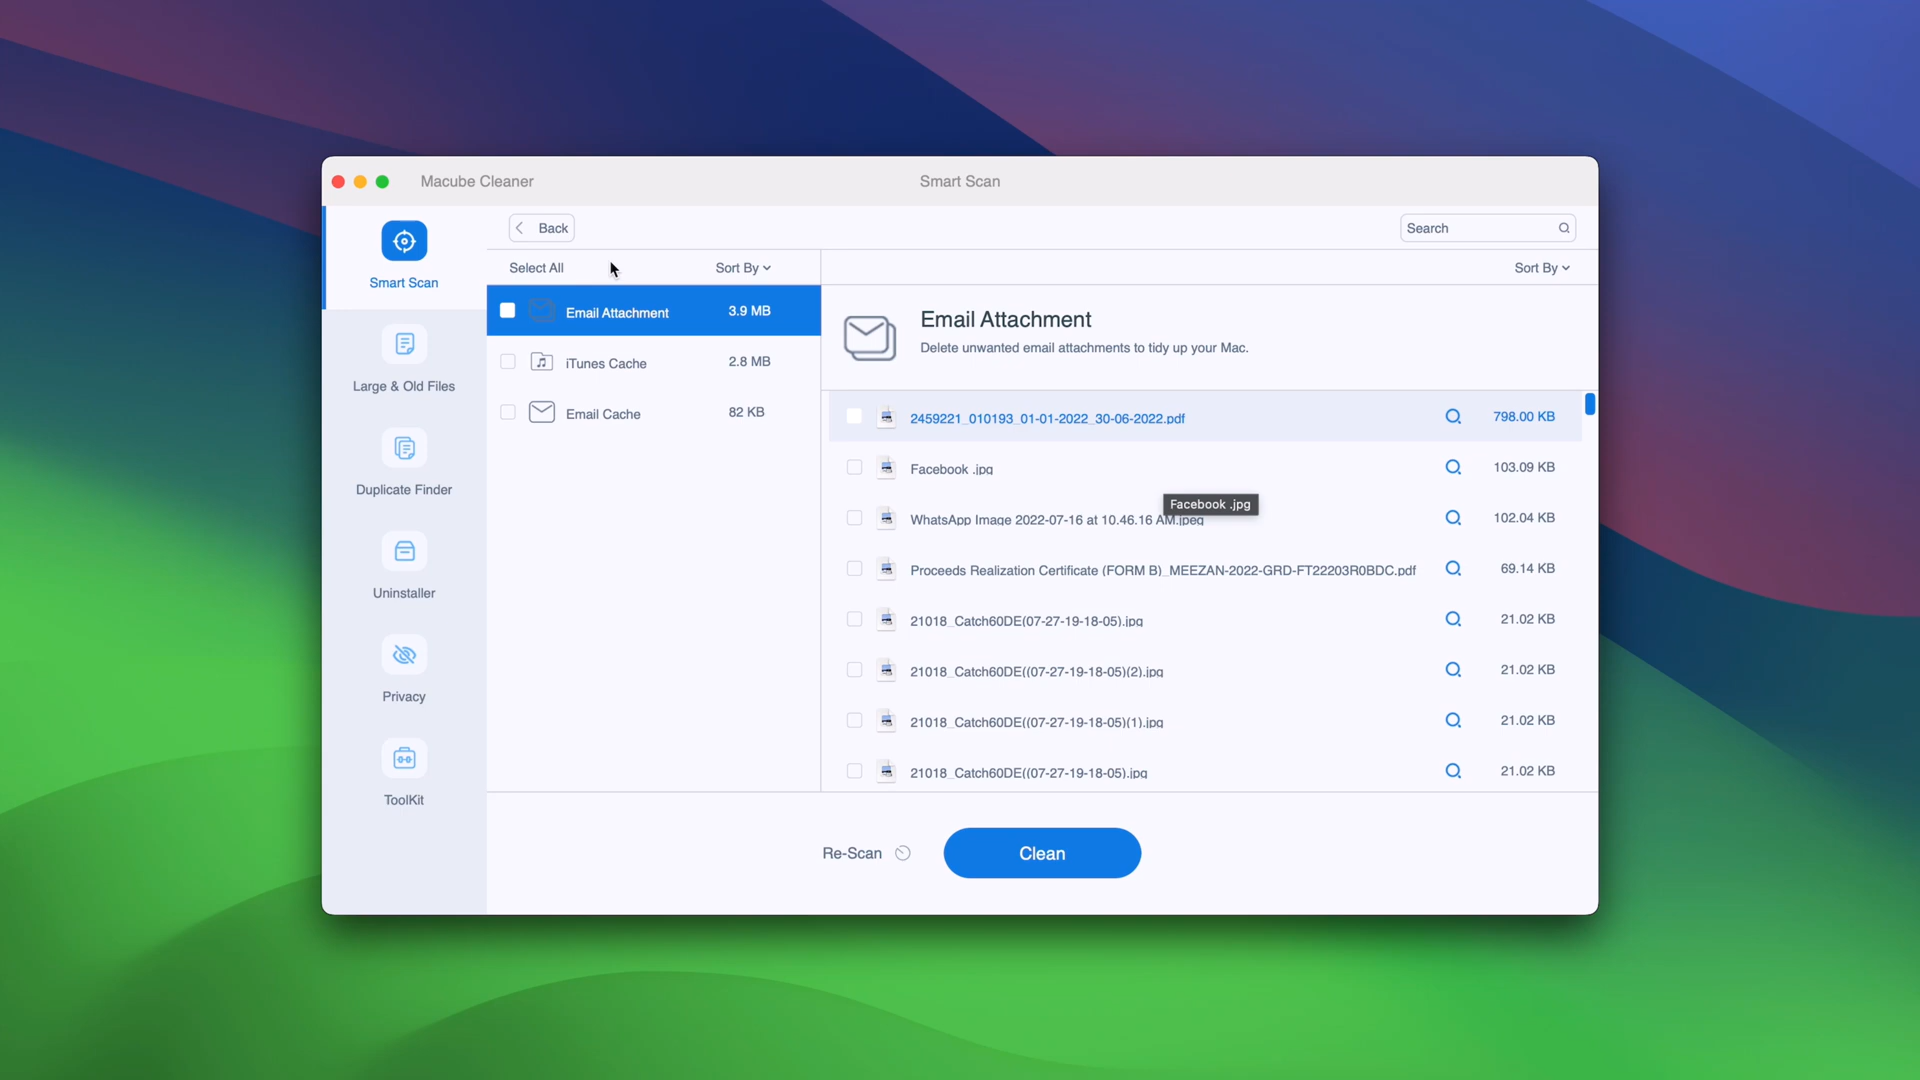 Macube Cleaner
Smart Scan
Back
Search
Smart Scan
Select All
Sort By
Sort By
Email Attachment
3.9 MB
iTunes Cache
2.8 MB
Email Cache
82 KB
Email Attachment
Delete unwanted email attachments to tidy up your Mac.
2459221_010193_01-01-2022_30-06-2022.pdf
798.00 KB
Facebook .jpg
103.09 KB
Facebook .jpg
WhatsApp Image 2022-07-16 at 10.46.16 AM.jpeg
102.04 KB
Proceeds Realization Certificate (FORM B)_MEEZAN-2022-GRD-FT22203R0BDC.pdf
69.14 KB
21018_Catch60DE(07-27-19-18-05).jpg
21.02 KB
21018_Catch60DE((07-27-19-18-05)(2).jpg
21.02 KB
21018_Catch60DE((07-27-19-18-05)(1).jpg
21.02 KB
21018_Catch60DE((07-27-19-18-05).jpg
21.02 KB
Large & Old Files
Duplicate Finder
Uninstaller
Privacy
ToolKit
Re-Scan
Clean